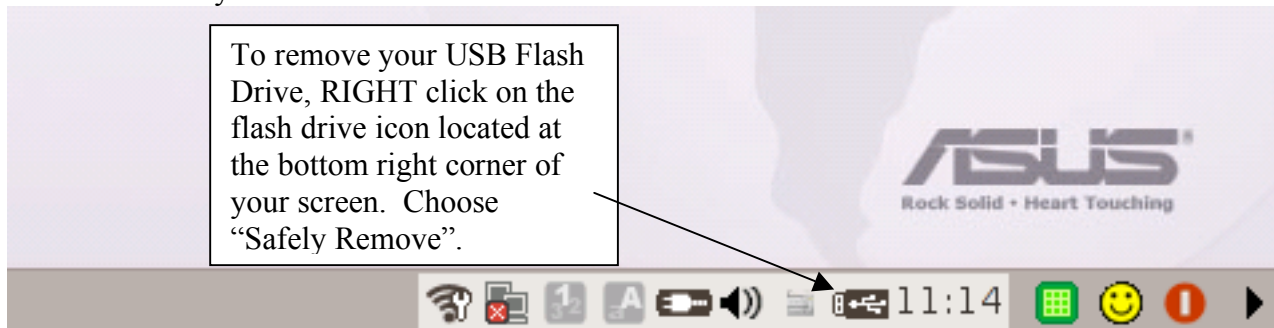 To remove your USB Flash
Drive, RIGHT click on the
flash drive icon located at
the bottom right corner of
your screen.  Choose
“Safely Remove”.
ASUS
Rock Solid • Heart Touching
11:14